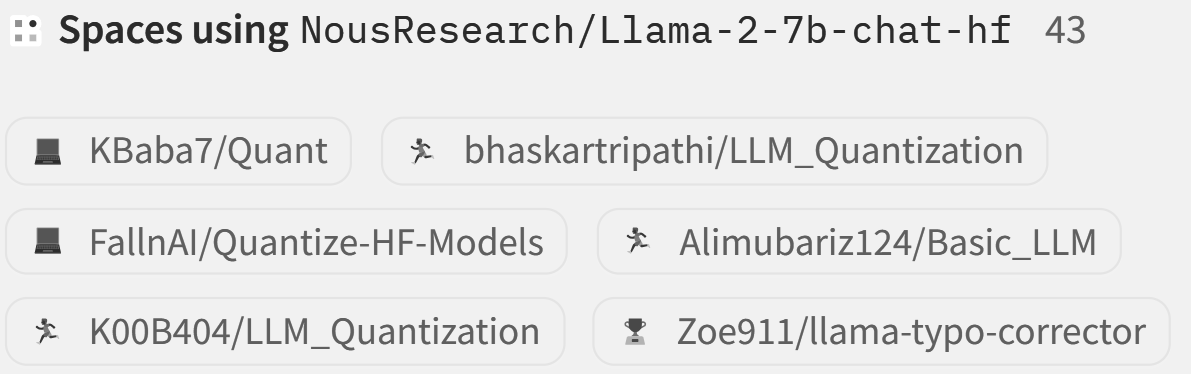 Spaces using NousResearch/Llama-2-7b-chat-hf 43
KBaba7/Quant bhaskartripathi/LLM_Quantization
FallnAI/Quantize-HF-Models Alimubariz124/Basic_LLM
K00B404/LLM_Quantization Zoe911/llama-typo-corrector